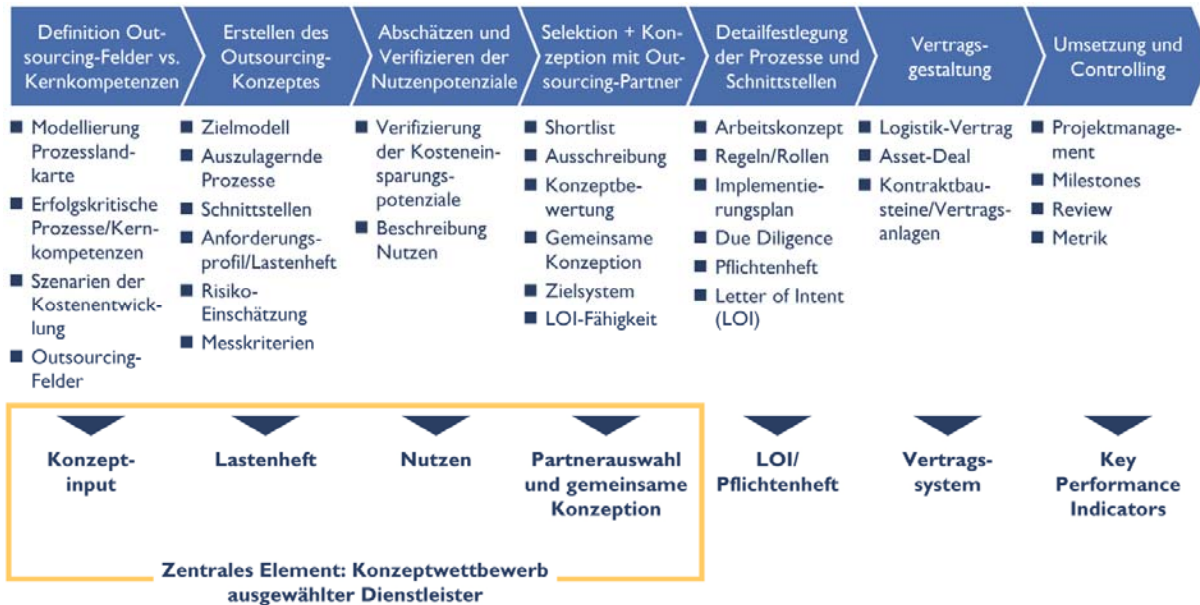 Definition Out-
sourcing-Felder vs.
Kernkompetenzen
Erstellen des
Outsourcing-
Konzeptes
Abschätzen und
Verifizieren der
Nutzenpotenziale
Selektion + Kon-
zeption mit Out-
sourcing-Partner
Detailfestlegung
der Prozesse und
Schnittstellen
Vertrags-
gestaltung
Umsetzung und
Controlling
■ Modellierung
Prozessland-
karte
■ Erfolgskritische
Prozesse/Kern-
kompetenzen
■ Szenarien der
Kostenentwick-
lung
■ Outsourcing-
Felder
■ Zielmodell
■ Auszulagernde
Prozesse
■ Schnittstellen
■ Anforderungs-
profil/Lastenheft
■ Risiko-
Einschätzung
■ Messkriterien
■ Verifizierung
der Kostenein-
sparungs-
potenziale
■ Beschreibung
Nutzen
■ Shortlist
■ Ausschreibung
■ Konzeptbe-
wertung
■ Gemeinsame
Konzeption
■ Zielsystem
■ LOI-Fähigkeit
■ Arbeitskonzept
■ Regeln/Rollen
■ Implementie-
rungsplan
■ Due Diligence
■ Pflichtenheft
■ Letter of Intent
(LOI)
■ Logistik-Vertrag
■ Asset-Deal
■ Kontraktbau-
steine/Vertrags-
anlagen
■ Projektmanage-
ment
■ Milestones
■ Review
■ Metrik
Konzept-
input
Lastenheft
Nutzen
Partnerauswahl
und gemeinsame
Konzeption
LOI/
Pflichtenheft
Vertrags-
system
Key
Performance
Indicators
Zentrales Element: Konzeptwettbewerb
ausgewählter Dienstleister